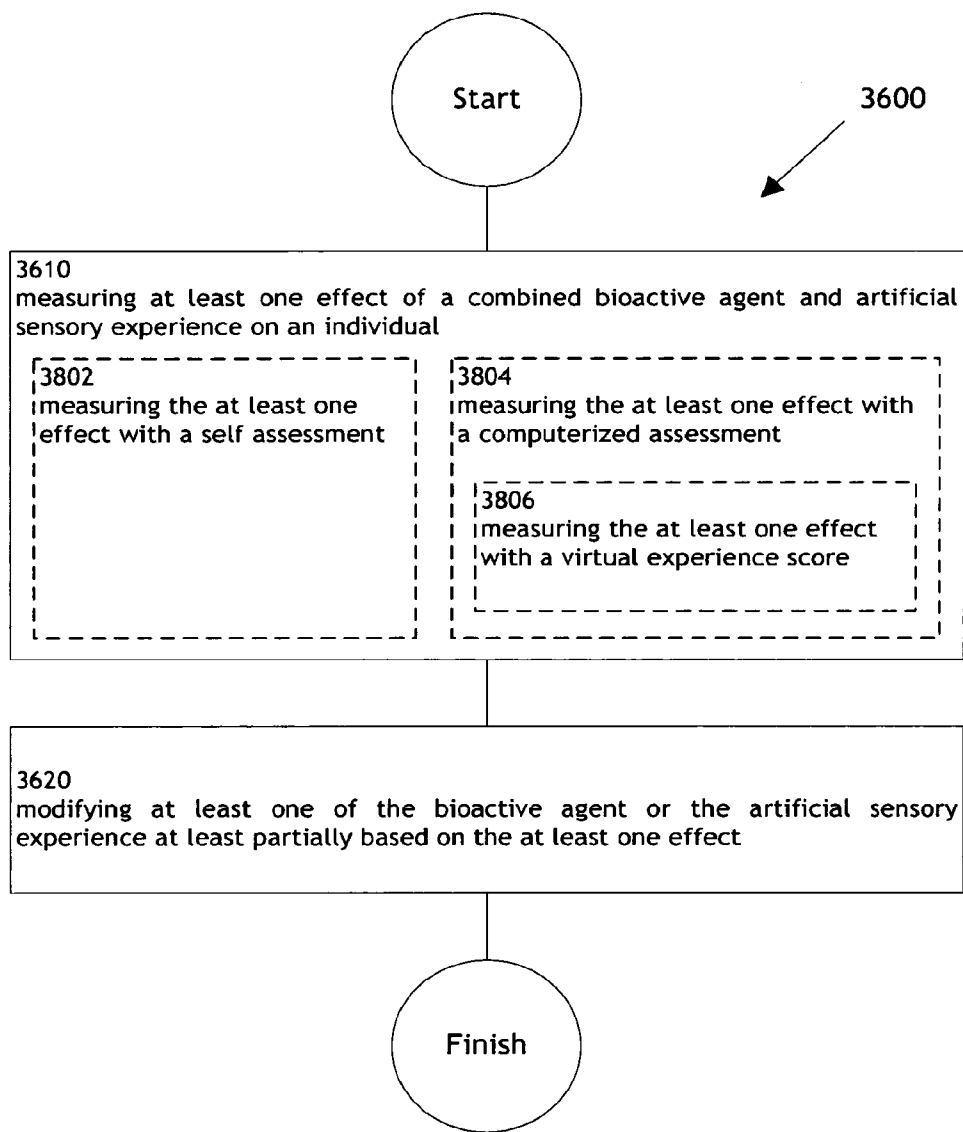 Start
3600
3610
measuring at least one effect of a combined bioactive agent and artificial
sensory experience on an individual
3802
measuring the at least one
effect with a self assessment
3804
measuring the at least one effect with
a computerized assessment
3806
measuring the at least one effect
with a virtual experience score
3620
modifying at least one of the bioactive agent or the artificial sensory
experience at least partially based on the at least one effect
Finish